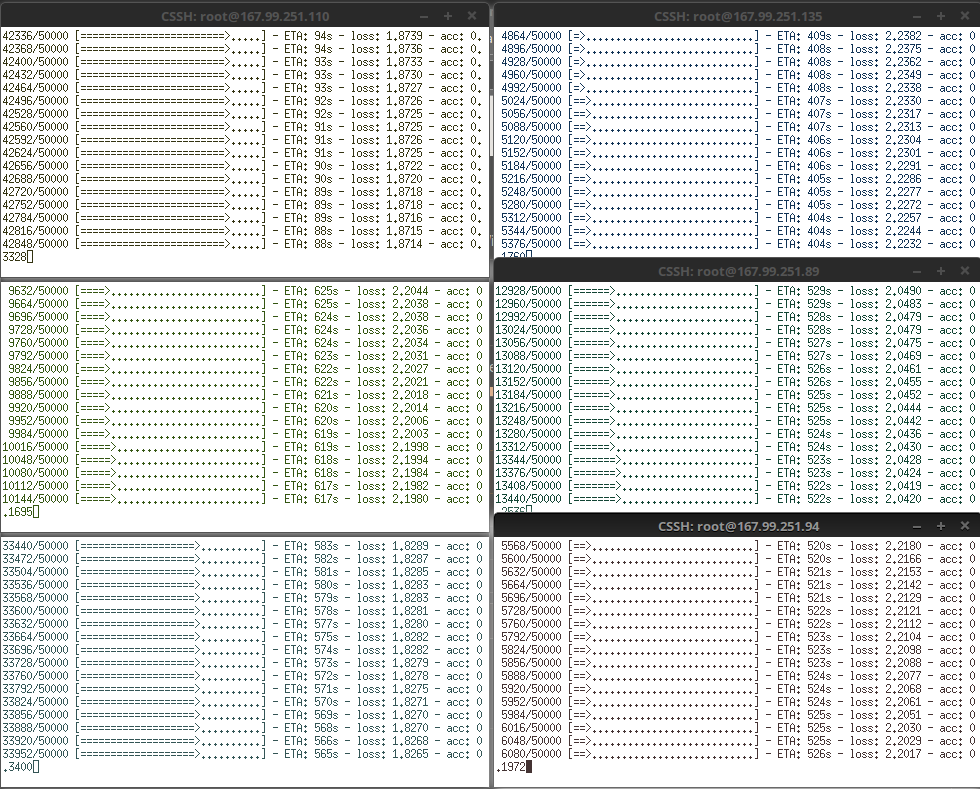 CSSH: root@167.99.251.110
42336/50000 [========================>.....] - ETA: 94s - loss: 1.8739 - acc: 0.
42368/50000 [========================>.....] - ETA: 94s - loss: 1.8736 - acc: 0.
42400/50000 [========================>.....] - ETA: 93s - loss: 1.8733 - acc: 0.
42432/50000 [========================>.....] - ETA: 93s - loss: 1.8730 - acc: 0.
42464/50000 [========================>.....] - ETA: 93s - loss: 1.8727 - acc: 0.
42496/50000 [========================>.....] - ETA: 92s - loss: 1.8726 - acc: 0.
42528/50000 [========================>.....] - ETA: 92s - loss: 1.8725 - acc: 0.
42560/50000 [========================>.....] - ETA: 91s - loss: 1.8725 - acc: 0.
42592/50000 [========================>.....] - ETA: 91s - loss: 1.8726 - acc: 0.
42624/50000 [========================>.....] - ETA: 91s - loss: 1.8725 - acc: 0.
42656/50000 [========================>.....] - ETA: 90s - loss: 1.8722 - acc: 0.
42688/50000 [========================>.....] - ETA: 90s - loss: 1.8720 - acc: 0.
42720/50000 [========================>.....] - ETA: 89s - loss: 1.8718 - acc: 0.
42752/50000 [========================>.....] - ETA: 89s - loss: 1.8718 - acc: 0.
42784/50000 [========================>.....] - ETA: 89s - loss: 1.8716 - acc: 0.
42816/50000 [========================>.....] - ETA: 88s - loss: 1.8715 - acc: 0.
42848/50000 [========================>.....] - ETA: 88s - loss: 1.8714 - acc: 0.
3328
CSSH: root@167.99.251.135
4864/50000 [=>............................] - ETA: 409s - loss: 2.2382 - acc: 0
4896/50000 [=>............................] - ETA: 408s - loss: 2.2375 - acc: 0
4928/50000 [=>............................] - ETA: 408s - loss: 2.2362 - acc: 0
4960/50000 [=>............................] - ETA: 408s - loss: 2.2349 - acc: 0
4992/50000 [=>............................] - ETA: 408s - loss: 2.2338 - acc: 0
5024/50000 [==>...........................] - ETA: 407s - loss: 2.2330 - acc: 0
5056/50000 [==>...........................] - ETA: 407s - loss: 2.2317 - acc: 0
5088/50000 [==>...........................] - ETA: 407s - loss: 2.2313 - acc: 0
5120/50000 [==>...........................] - ETA: 406s - loss: 2.2304 - acc: 0
5152/50000 [==>...........................] - ETA: 406s - loss: 2.2301 - acc: 0
5184/50000 [==>...........................] - ETA: 406s - loss: 2.2291 - acc: 0
5216/50000 [==>...........................] - ETA: 405s - loss: 2.2286 - acc: 0
5248/50000 [==>...........................] - ETA: 405s - loss: 2.2277 - acc: 0
5280/50000 [==>...........................] - ETA: 405s - loss: 2.2272 - acc: 0
5312/50000 [==>...........................] - ETA: 404s - loss: 2.2257 - acc: 0
5344/50000 [==>...........................] - ETA: 404s - loss: 2.2244 - acc: 0
5376/50000 [==>...........................] - ETA: 404s - loss: 2.2232 - acc: 0
9632/50000 [====>.........................] - ETA: 625s - loss: 2.2044 - acc: 0
9664/50000 [====>.........................] - ETA: 625s - loss: 2.2038 - acc: 0
9696/50000 [====>.........................] - ETA: 624s - loss: 2.2038 - acc: 0
9728/50000 [====>.........................] - ETA: 624s - loss: 2.2036 - acc: 0
9760/50000 [====>.........................] - ETA: 624s - loss: 2.2034 - acc: 0
9792/50000 [====>.........................] - ETA: 623s - loss: 2.2031 - acc: 0
9824/50000 [====>.........................] - ETA: 622s - loss: 2.2027 - acc: 0
9856/50000 [====>.........................] - ETA: 622s - loss: 2.2021 - acc: 0
9888/50000 [====>.........................] - ETA: 621s - loss: 2.2018 - acc: 0
9920/50000 [====>.........................] - ETA: 620s - loss: 2.2014 - acc: 0
9952/50000 [====>.........................] - ETA: 620s - loss: 2.2006 - acc: 0
9984/50000 [====>.........................] - ETA: 619s - loss: 2.2003 - acc: 0
10016/50000 [=====>........................] - ETA: 619s - loss: 2.1998 - acc: 0
10048/50000 [=====>........................] - ETA: 618s - loss: 2.1994 - acc: 0
10080/50000 [=====>........................] - ETA: 618s - loss: 2.1984 - acc: 0
10112/50000 [=====>........................] - ETA: 617s - loss: 2.1982 - acc: 0
10144/50000 [=====>........................] - ETA: 617s - loss: 2.1980 - acc: 0
.1695
CSSH: root@167.99.251.89
12928/50000 [======>.......................] - ETA: 529s - loss: 2.0490 - acc: 0
12960/50000 [======>.......................] - ETA: 529s - loss: 2.0483 - acc: 0
12992/50000 [======>.......................] - ETA: 528s - loss: 2.0479 - acc: 0
13024/50000 [======>.......................] - ETA: 528s - loss: 2.0479 - acc: 0
13056/50000 [======>.......................] - ETA: 527s - loss: 2.0475 - acc: 0
13088/50000 [======>.......................] - ETA: 527s - loss: 2.0469 - acc: 0
13120/50000 [======>.......................] - ETA: 526s - loss: 2.0461 - acc: 0
13152/50000 [======>.......................] - ETA: 526s - loss: 2.0455 - acc: 0
13184/50000 [======>.......................] - ETA: 525s - loss: 2.0452 - acc: 0
13216/50000 [======>.......................] - ETA: 525s - loss: 2.0444 - acc: 0
13248/50000 [======>.......................] - ETA: 525s - loss: 2.0442 - acc: 0
13280/50000 [======>.......................] - ETA: 524s - loss: 2.0436 - acc: 0
13312/50000 [======>.......................] - ETA: 524s - loss: 2.0430 - acc: 0
13344/50000 [=======>......................] - ETA: 523s - loss: 2.0428 - acc: 0
13376/50000 [=======>......................] - ETA: 523s - loss: 2.0424 - acc: 0
13408/50000 [=======>......................] - ETA: 522s - loss: 2.0419 - acc: 0
13440/50000 [=======>......................] - ETA: 522s - loss: 2.0420 - acc: 0
33440/50000 [===================>..........] - ETA: 583s - loss: 1.8289 - acc: 0
33472/50000 [===================>..........] - ETA: 582s - loss: 1.8287 - acc: 0
33504/50000 [===================>..........] - ETA: 581s - loss: 1.8285 - acc: 0
33536/50000 [===================>..........] - ETA: 580s - loss: 1.8283 - acc: 0
33568/50000 [===================>..........] - ETA: 579s - loss: 1.8283 - acc: 0
33600/50000 [===================>..........] - ETA: 578s - loss: 1.8281 - acc: 0
33632/50000 [===================>..........] - ETA: 577s - loss: 1.8280 - acc: 0
33664/50000 [===================>..........] - ETA: 575s - loss: 1.8282 - acc: 0
33696/50000 [===================>..........] - ETA: 574s - loss: 1.8282 - acc: 0
33728/50000 [===================>..........] - ETA: 573s - loss: 1.8279 - acc: 0
33760/50000 [===================>..........] - ETA: 572s - loss: 1.8278 - acc: 0
33792/50000 [===================>..........] - ETA: 571s - loss: 1.8275 - acc: 0
33824/50000 [===================>..........] - ETA: 570s - loss: 1.8271 - acc: 0
33856/50000 [===================>..........] - ETA: 569s - loss: 1.8270 - acc: 0
33888/50000 [===================>..........] - ETA: 568s - loss: 1.8270 - acc: 0
33920/50000 [===================>..........] - ETA: 566s - loss: 1.8268 - acc: 0
33952/50000 [===================>..........] - ETA: 565s - loss: 1.8265 - acc: 0
.3400
CSSH: root@167.99.251.94
5568/50000 [==>...........................] - ETA: 520s - loss: 2.2180 - acc: 0
5600/50000 [==>...........................] - ETA: 520s - loss: 2.2166 - acc: 0
5632/50000 [==>...........................] - ETA: 521s - loss: 2.2153 - acc: 0
5664/50000 [==>...........................] - ETA: 521s - loss: 2.2142 - acc: 0
5696/50000 [==>...........................] - ETA: 521s - loss: 2.2129 - acc: 0
5728/50000 [==>...........................] - ETA: 522s - loss: 2.2121 - acc: 0
5760/50000 [==>...........................] - ETA: 522s - loss: 2.2112 - acc: 0
5792/50000 [==>...........................] - ETA: 523s - loss: 2.2104 - acc: 0
5824/50000 [==>...........................] - ETA: 523s - loss: 2.2098 - acc: 0
5856/50000 [==>...........................] - ETA: 523s - loss: 2.2088 - acc: 0
5888/50000 [==>...........................] - ETA: 524s - loss: 2.2077 - acc: 0
5920/50000 [==>...........................] - ETA: 524s - loss: 2.2068 - acc: 0
5952/50000 [==>...........................] - ETA: 524s - loss: 2.2061 - acc: 0
5984/50000 [==>...........................] - ETA: 525s - loss: 2.2051 - acc: 0
6016/50000 [==>...........................] - ETA: 525s - loss: 2.2030 - acc: 0
6048/50000 [==>...........................] - ETA: 525s - loss: 2.2029 - acc: 0
6080/50000 [==>...........................] - ETA: 526s - loss: 2.2017 - acc: 0
.1972